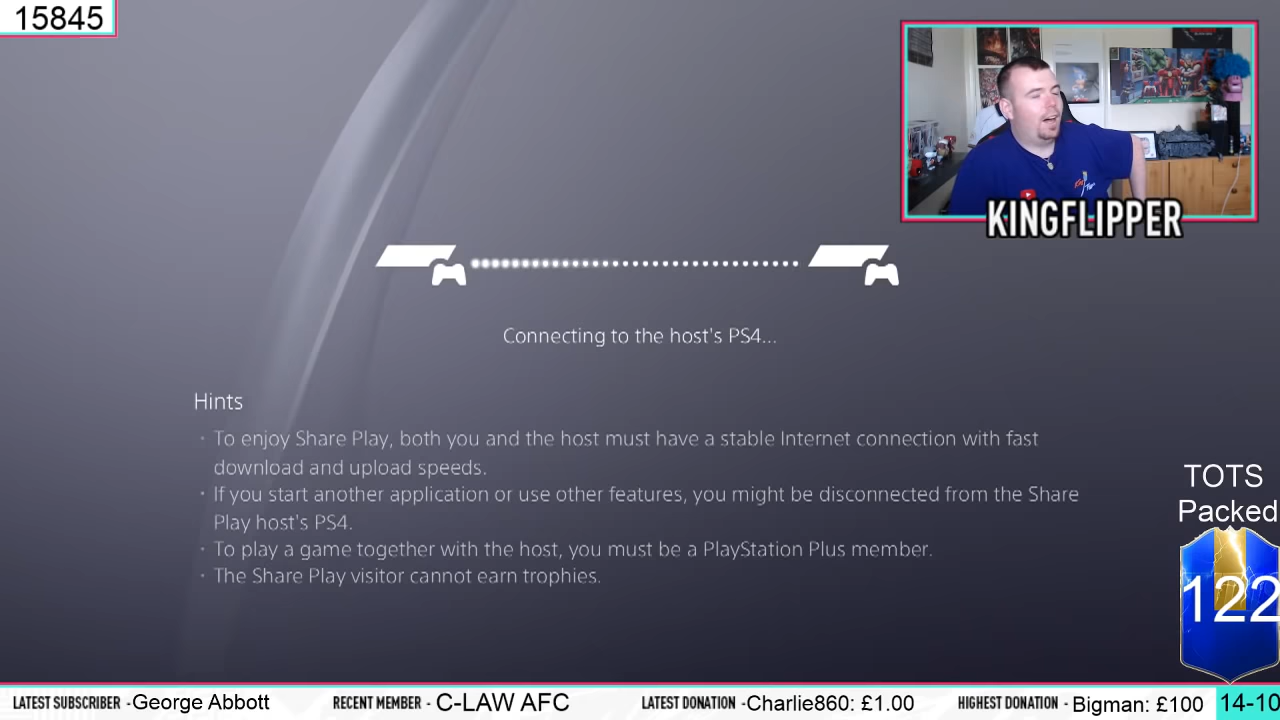 15845
KINGFLIPPER
Connecting to the host's PS4...
Hints
· To enjoy Share Play, both you and the host must have a stable Internet connection with fast
download and upload speeds.
· If you start another application or use other features, you might be disconnected from the Share
Play host's PS4.
· To play a game together with the host, you must be a PlayStation Plus member.
· The Share Play visitor cannot earn trophies.
TOTS
Packed
122
LATEST SUBSCRIBER - George Abbott RECENT MEMBER - C-LAW AFC LATEST DONATION - Charlie860: £1.00 HIGHEST DONATION - Bigman: £100 14-10